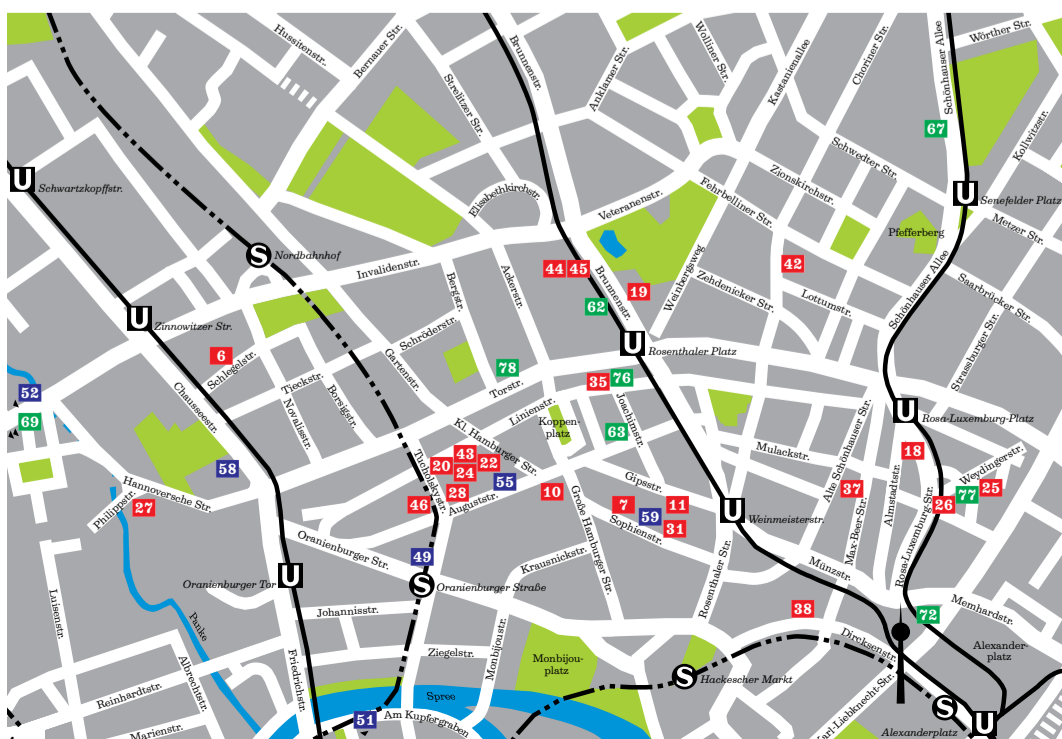 Hussitenstr.
Bernauer Str.
Brunnenstr.
Strelitzer Str.
Anklamer Str.
Wolliner Str.
Kastanienallee
Choriner Str.
Schönhauser Allee
Wörther Str.
67
Kollwitzstr.
Schwedter Str.
Zionskirchstr.
U
Schwartzkopffstr.
Elisabethkirchstr.
Veteranenstr.
Fehrbelliner Str.
U
Senefelder Platz
Metzer Str.
Pfefferberg
S
Nordbahnhof
Invalidenstr.
44
45
Brunnenstr.
19
62
Weinbergsweg
42
Zehdenicker Str.
Lottumstr.
Schönhauser Allee
Saarbrücker Str.
Strassburger Str.
Bergstr.
Ackerstr.
Schröderstr.
Gartenstr.
U
Zinnowitzer Str.
6
Schlegelstr.
Tieckstr.
Novalisstr.
Borsigstr.
Chausseestr.
U
Rosenthaler Platz
78
Torstr.
35
76
Linienstr.
Joachimstr.
63
Koppen-
platz
52
69
58
U
Rosa-Luxemburg-Platz
Kl. Hamburger Str.
43
20
22
24
28
55
46
Tucholskystr.
Auguststr.
10
Große Hamburger Str.
Gipsstr.
7
11
59
31
Sophienstr.
Mulackstr.
Alte Schönhauser Str.
37
Max-Beer-Str.
Almstadtstr.
18
Weydingerstr.
25
77
26
Rosa-Luxemburg-Str.
Hannoversche Str.
Philippstr.
27
U
Weinmeisterstr.
Oranienburger Str.
49
Krausnickstr.
Rosenthaler Str.
Münzstr.
U
Oranienburger Tor
S
Oranienburger Straße
Johannisstr.
38
Dircksenstr.
72
Memhardstr.
Alexander-
platz
Luisenstr.
Panke
Ziegelstr.
Monbijoustr.
Monbijou-
platz
S
Hackescher Markt
Friedrichstr.
Albrechtstr.
Reinhardtstr.
Marienstr.
Spree
51
Am Kupfergraben
Karl-Liebknecht-Str.
S
Alexanderplatz
U